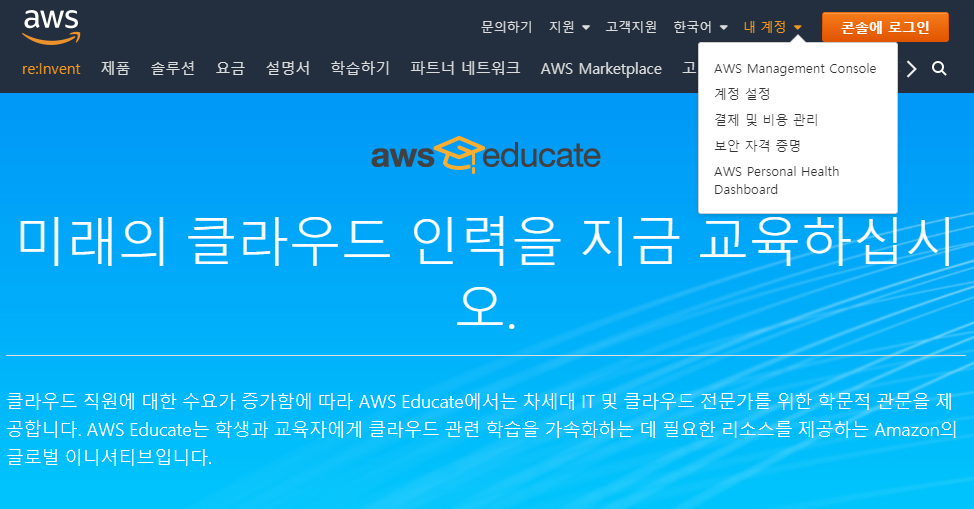 aws
문의하기 지원 고객지원 한국어 내 계정 콘솔에 로그인
re:Invent 제품 솔루션 요금 설명서 학습하기 파트너 네트워크 AWS Marketplace 고
AWS Management Console
계정 설정
결제 및 비용 관리
보안 자격 증명
AWS Personal Health
Dashboard
aws educate
미래의 클라우드 인력을 지금 교육하십시
오.
클라우드 직원에 대한 수요가 증가함에 따라 AWS Educate에서는 차세대 IT 및 클라우드 전문가를 위한 학문적 관문을 제
공합니다. AWS Educate는 학생과 교육자에게 클라우드 관련 학습을 가속화하는 데 필요한 리소스를 제공하는 Amazon의
글로벌 이니셔티브입니다.